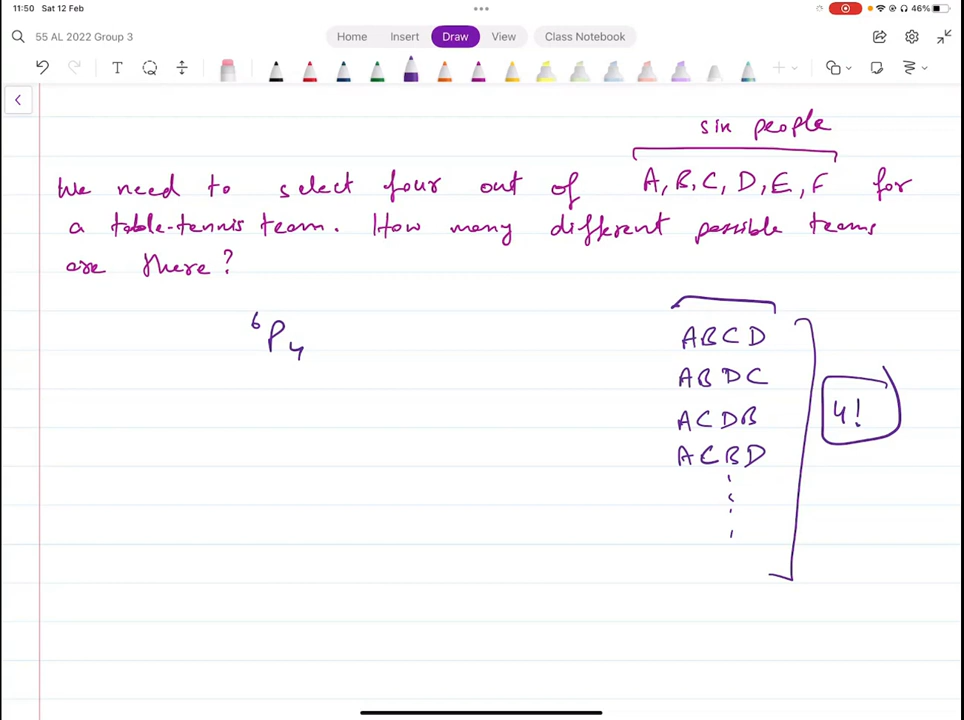 11:50 Sat 12 Feb
46%
55 AL 2022 Group 3
Home Insert Draw View Class Notebook
six people
We need to select four out of A, B, C, D, E, F for
a table-tennis team. How many different possible teams
are there?
⁶P₄
ABCD
ABDC
ACDB
ACBD
4!